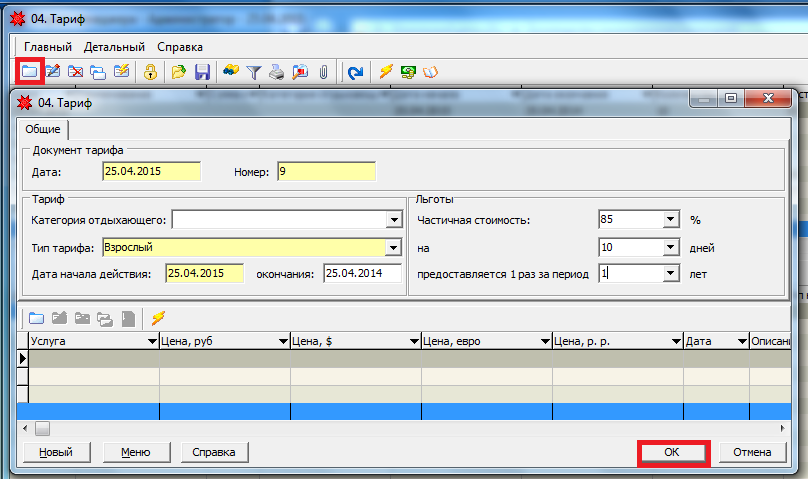 04. Тариф
Главный Детальный Справка
04. Тариф
Общие
Документ тарифа
Дата: 25.04.2015 Номер: 9
Тариф
Категория отдыхающего:
Тип тарифа: Взрослый
Дата начала действия: 25.04.2015 окончания: 25.04.2014
Льготы
Частичная стоимость: 85 %
на 10 дней
предоставляется 1 раз за период 1 лет
Услуга Цена, руб Цена, $ Цена, евро Цена, р. р. Дата Описани
Новый Меню Справка OK Отмена